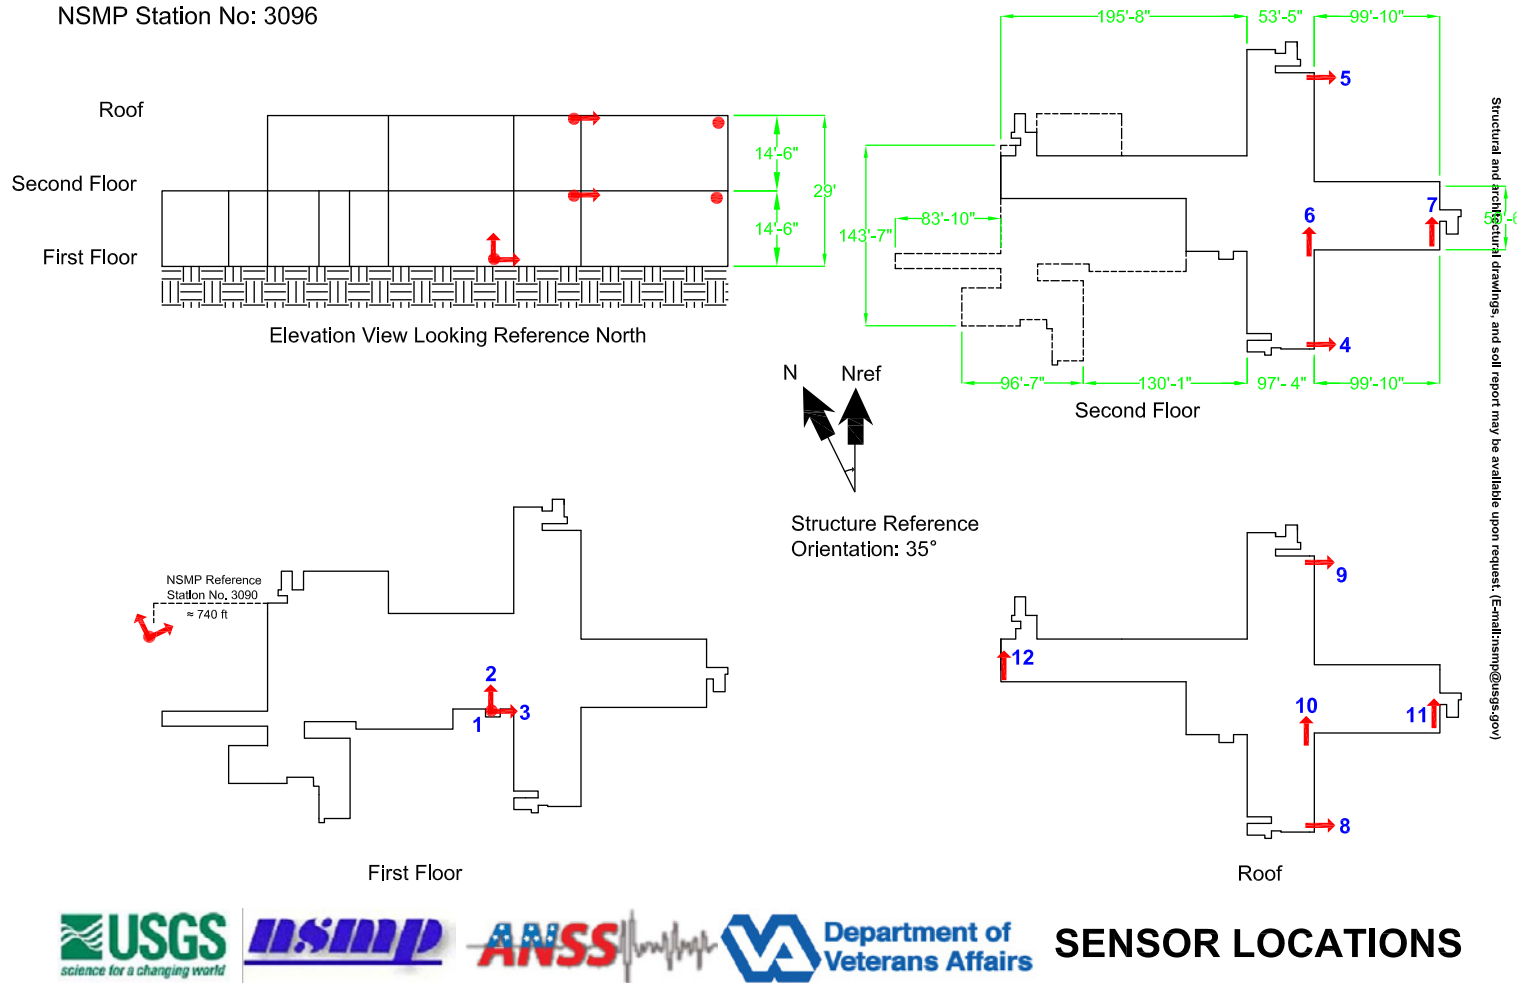 NSMP Station No: 3096
Roof
Second Floor
First Floor
14'-6"
14'-6"
29'
Elevation View Looking Reference North
195'-8"
53'-5"
99'-10"
5
6
7
4
83'-10"
143'-7"
96'-7"
130'-1"
97'- 4"
99'-10"
Second Floor
N
Nref
Structure Reference
Orientation: 35°
NSMP Reference
Station No. 3090
≈ 740 ft
2
1
3
First Floor
9
12
10
11
8
Roof
Structural and architectural drawings, and soil report may be available upon request. (E-mail:nsmp@usgs.gov)
USGS
science for a changing world
nsmp
ANSS
VA
Department of
Veterans Affairs
SENSOR LOCATIONS